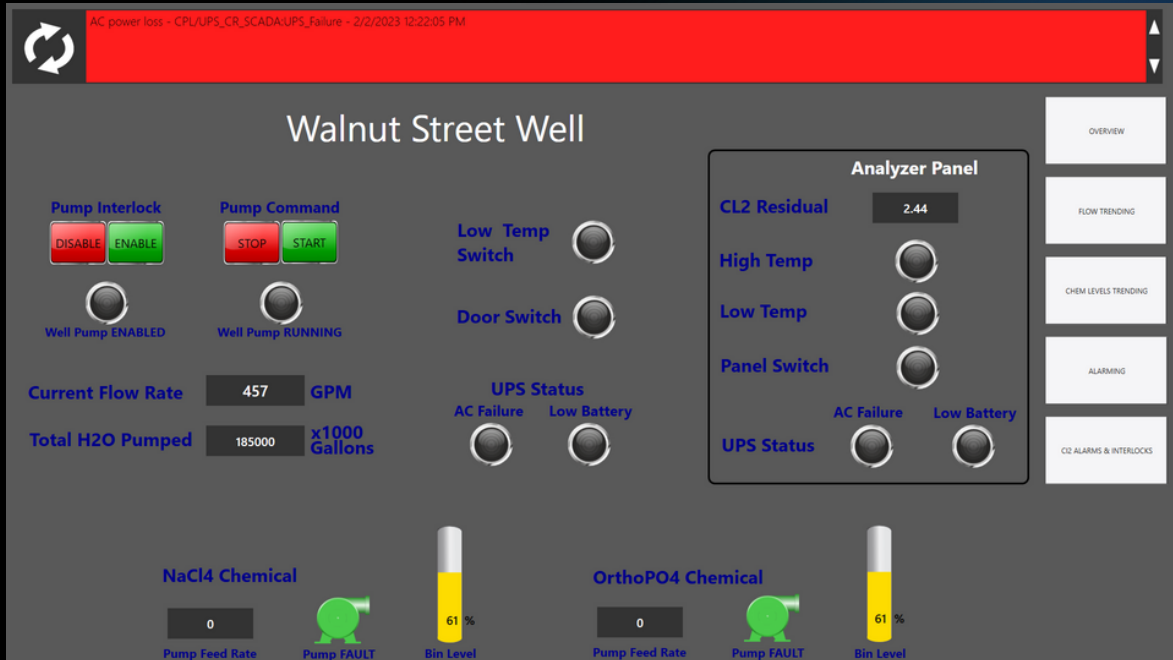 AC power loss - CPL/UPS_CR_SCADA:UPS_Failure - 2/2/2023 12:22:05 PM
Walnut Street Well
OVERVIEW
FLOW TRENDING
CHEM LEVELS TRENDING
ALARMING
Cl2 ALARMS & INTERLOCKS
Pump Interlock
DISABLE ENABLE
Well Pump ENABLED
Pump Command
STOP START
Well Pump RUNNING
Current Flow Rate 457 GPM
Total H2O Pumped 185000 x1000
Gallons
Low Temp
Switch
Door Switch
UPS Status
AC Failure Low Battery
Analyzer Panel
CL2 Residual 2.44
High Temp
Low Temp
Panel Switch
AC Failure Low Battery
UPS Status
NaCl4 Chemical
0
61 %
Pump Feed Rate Pump FAULT Bin Level
OrthoPO4 Chemical
0
61 %
Pump Feed Rate Pump FAULT Bin Level